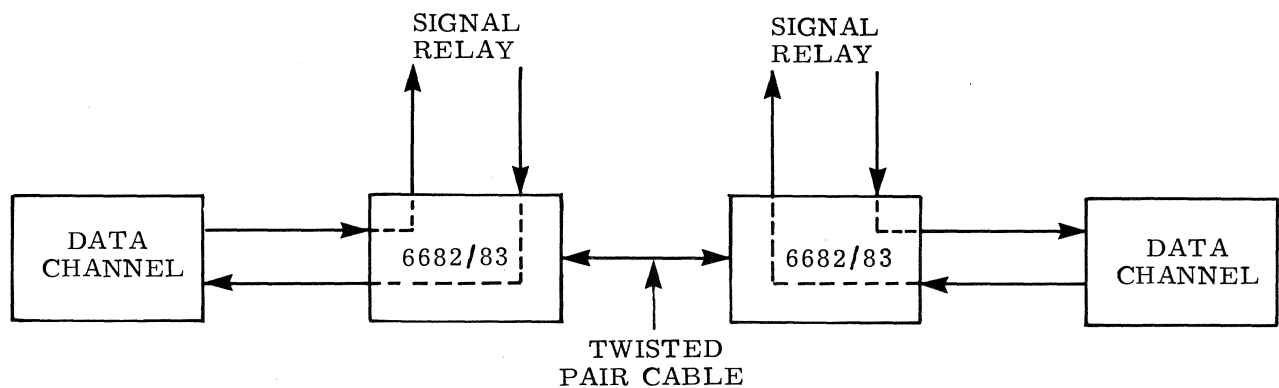 SIGNAL
RELAY
SIGNAL
RELAY
DATA
CHANNEL
6682/83
6682/83
DATA
CHANNEL
TWISTED
PAIR CABLE